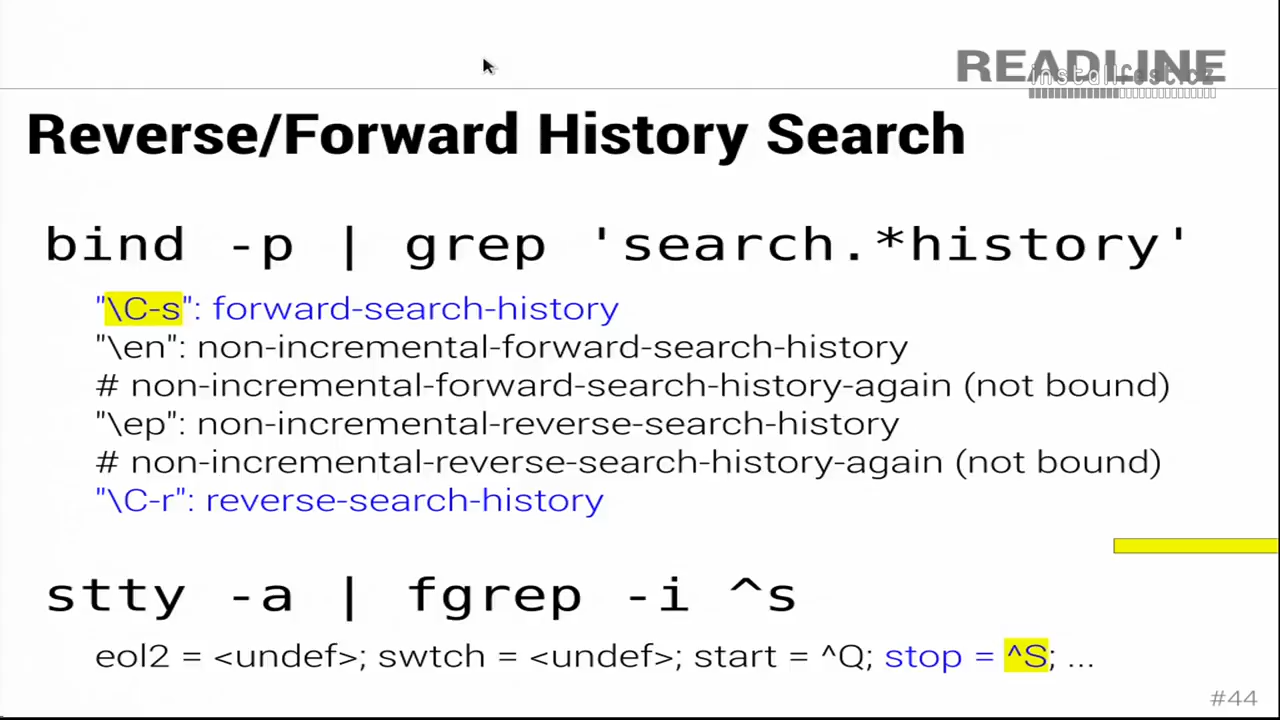 READLINE
installfest.cz
Reverse/Forward History Search
bind -p | grep 'search.*history'
"\C-s": forward-search-history
"\en": non-incremental-forward-search-history
# non-incremental-forward-search-history-again (not bound)
"\ep": non-incremental-reverse-search-history
# non-incremental-reverse-search-history-again (not bound)
"\C-r": reverse-search-history
stty -a | fgrep -i ^s
eol2 = <undef>; swtch = <undef>; start = ^Q; stop = ^S; ...
#44